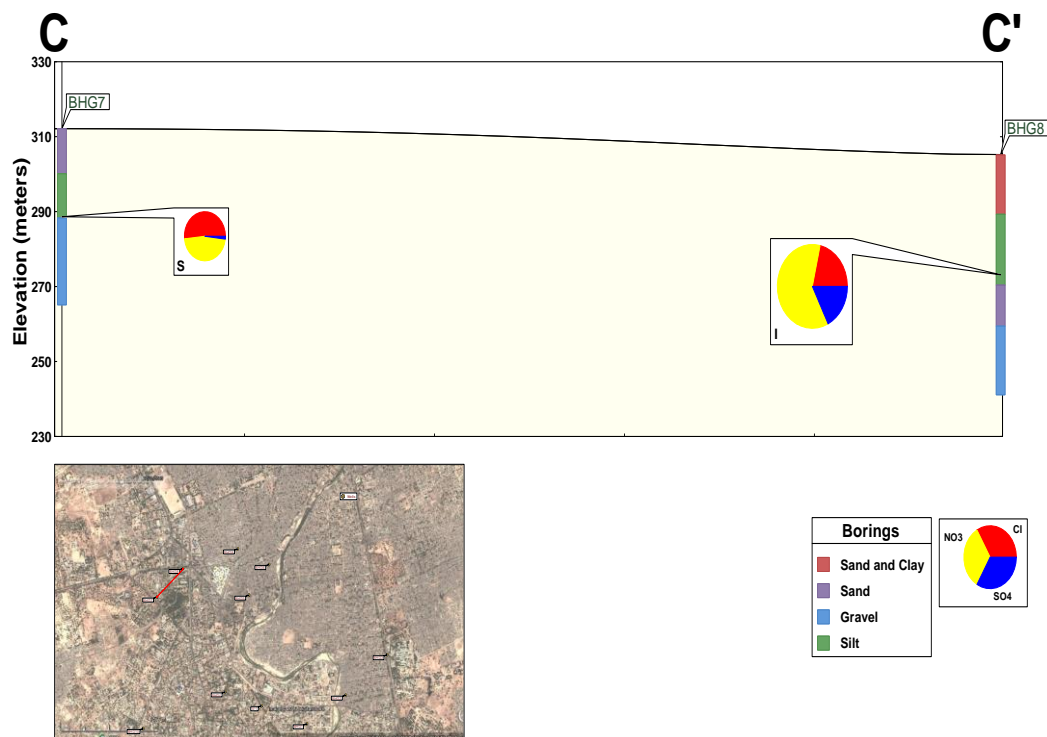 C
C'
330
BHG7
BHG8
310
290
S
270
I
250
230
Elevation (meters)
Borings
Sand and Clay
Sand
Gravel
Silt
NO3
Cl
SO4